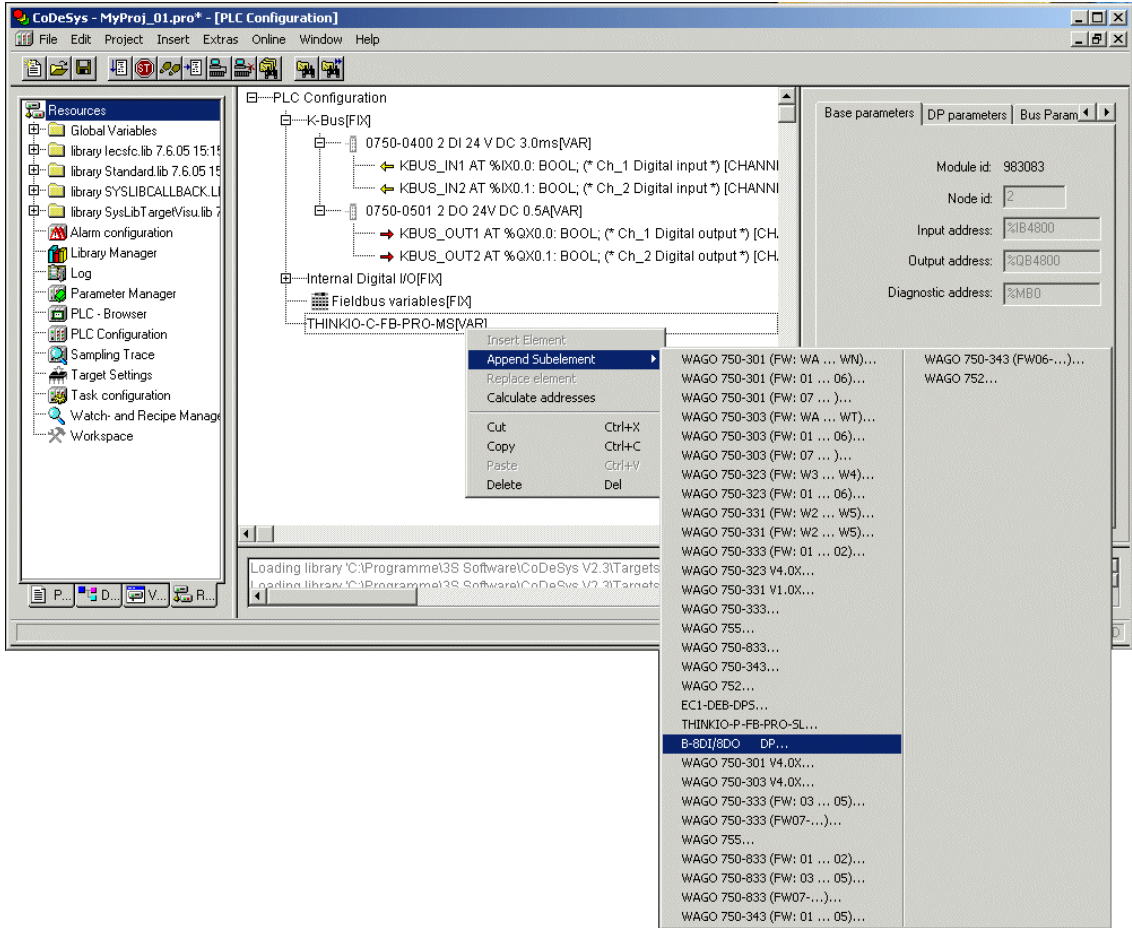 CoDeSys - MyProj_01.pro* - [PLC Configuration]
File Edit Project Insert Extras Online Window Help
Resources
Global Variables
library Iecsfc.lib 7.6.05 15:15
library Standard.lib 7.6.05 15
library SYSLIBCALLBACK.LI
library SysLibTargetVisu.lib 7
Alarm configuration
Library Manager
Log
Parameter Manager
PLC - Browser
PLC Configuration
Sampling Trace
Target Settings
Task configuration
Watch- and Recipe Manage
Workspace
P... D... V... R...
PLC Configuration
K-Bus[FIX]
0750-0400 2 DI 24 V DC 3.0ms[VAR]
KBUS_IN1 AT %IX0.0: BOOL; (* Ch_1 Digital input *) [CHANNI
KBUS_IN2 AT %IX0.1: BOOL; (* Ch_2 Digital input *) [CHANNI
0750-0501 2 DO 24V DC 0.5A[VAR]
KBUS_OUT1 AT %QX0.0: BOOL; (* Ch_1 Digital output *) [CH.
KBUS_OUT2 AT %QX0.1: BOOL; (* Ch_2 Digital output *) [CH.
Internal Digital I/O[FIX]
Fieldbus variables[FIX]
THINKIO-C-FB-PRO-MS[VAR]
Base parameters DP parameters Bus Param
Module id: 983083
Node id: 2
Input address: %IB4800
Output address: %QB4800
Diagnostic address: %MB0
Insert Element
Append Subelement
Replace element
Calculate addresses
Cut Ctrl+X
Copy Ctrl+C
Paste Ctrl+V
Delete Del
WAGO 750-301 (FW: WA ... WN)...
WAGO 750-301 (FW: 01 ... 06)...
WAGO 750-301 (FW: 07 ... )...
WAGO 750-303 (FW: WA ... WT)...
WAGO 750-303 (FW: 01 ... 06)...
WAGO 750-303 (FW: 07 ... )...
WAGO 750-323 (FW: W3 ... W4)...
WAGO 750-323 (FW: 01 ... 06)...
WAGO 750-331 (FW: W2 ... W5)...
WAGO 750-331 (FW: W2 ... W5)...
WAGO 750-333 (FW: 01 ... 02)...
WAGO 750-323 V4.0X...
WAGO 750-331 V1.0X...
WAGO 750-333...
WAGO 755...
WAGO 750-833...
WAGO 750-343...
WAGO 752...
EC1-DEB-DPS...
THINKIO-P-FB-PRO-SL...
B-8DI/8DO DP...
WAGO 750-301 V4.0X...
WAGO 750-303 V4.0X...
WAGO 750-333 (FW: 03 ... 05)...
WAGO 750-333 (FW07-...)...
WAGO 755...
WAGO 750-833 (FW: 01 ... 02)...
WAGO 750-833 (FW: 03 ... 05)...
WAGO 750-833 (FW07-...)...
WAGO 750-343 (FW: 01 ... 05)...
WAGO 750-343 (FW06-...)...
WAGO 752...
Loading library 'C:\Programme\3S Software\CoDeSys V2.3\Targets
Loading library 'C:\Programme\3S Software\CoDeSys V2.3\Targets